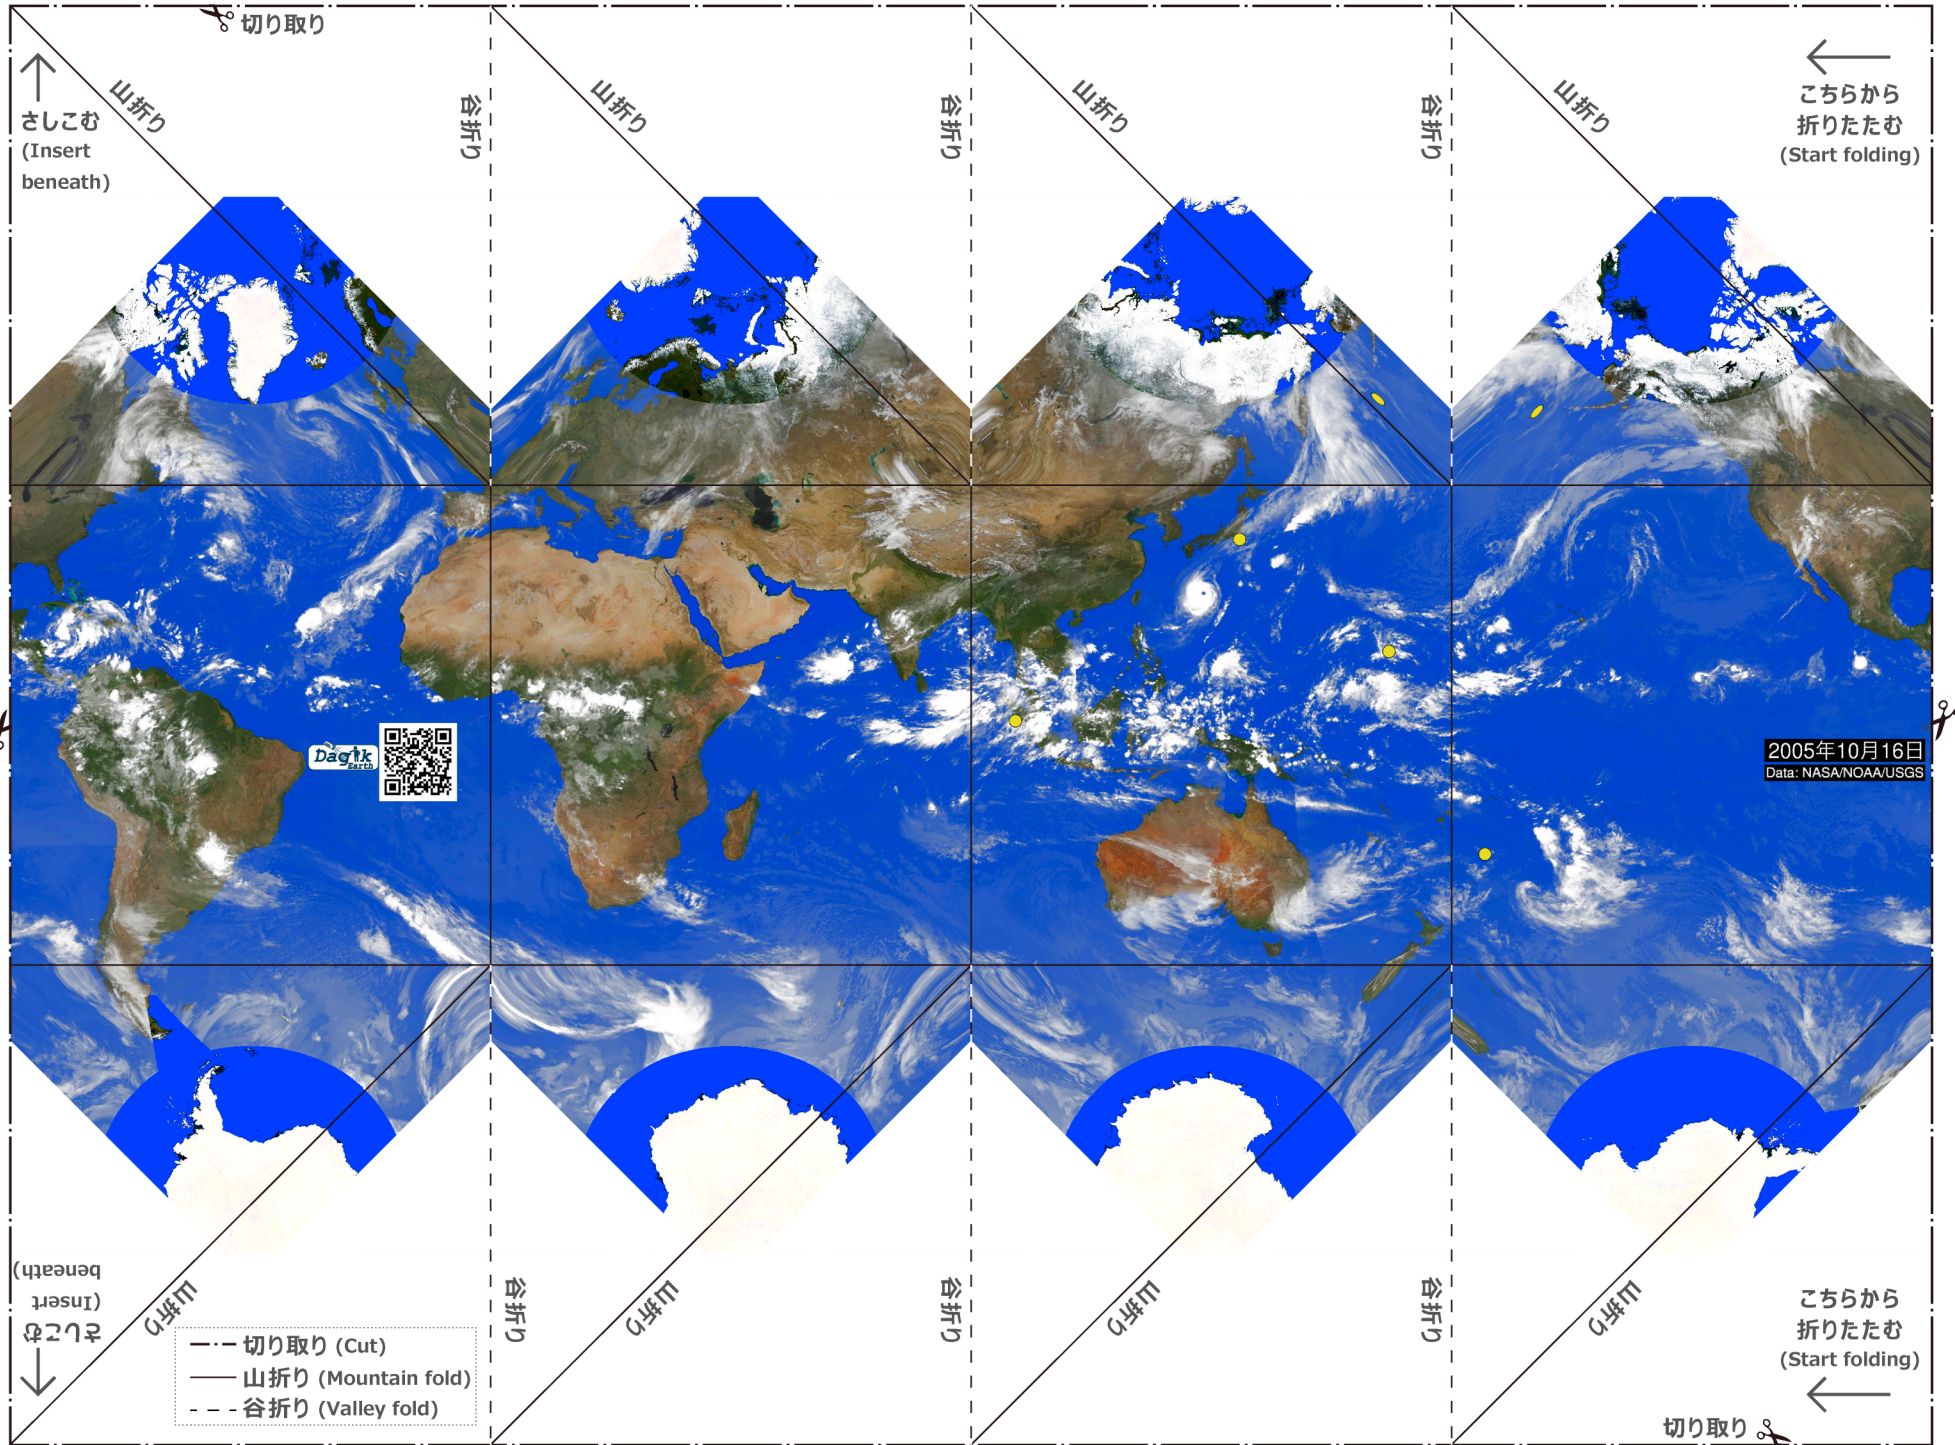 切り取り
さしこむ
(Insert
beneath)
山折り
谷折り
山折り
谷折り
山折り
谷折り
山折り
こちらから
折りたたむ
(Start folding)
Dagik
Earth
2005年10月16日
Data: NASA/NOAA/USGS
さしこむ
(Insert
beneath)
山折り
谷折り
山折り
谷折り
山折り
谷折り
山折り
こちらから
折りたたむ
(Start folding)
切り取り (Cut)
山折り (Mountain fold)
谷折り (Valley fold)
切り取り